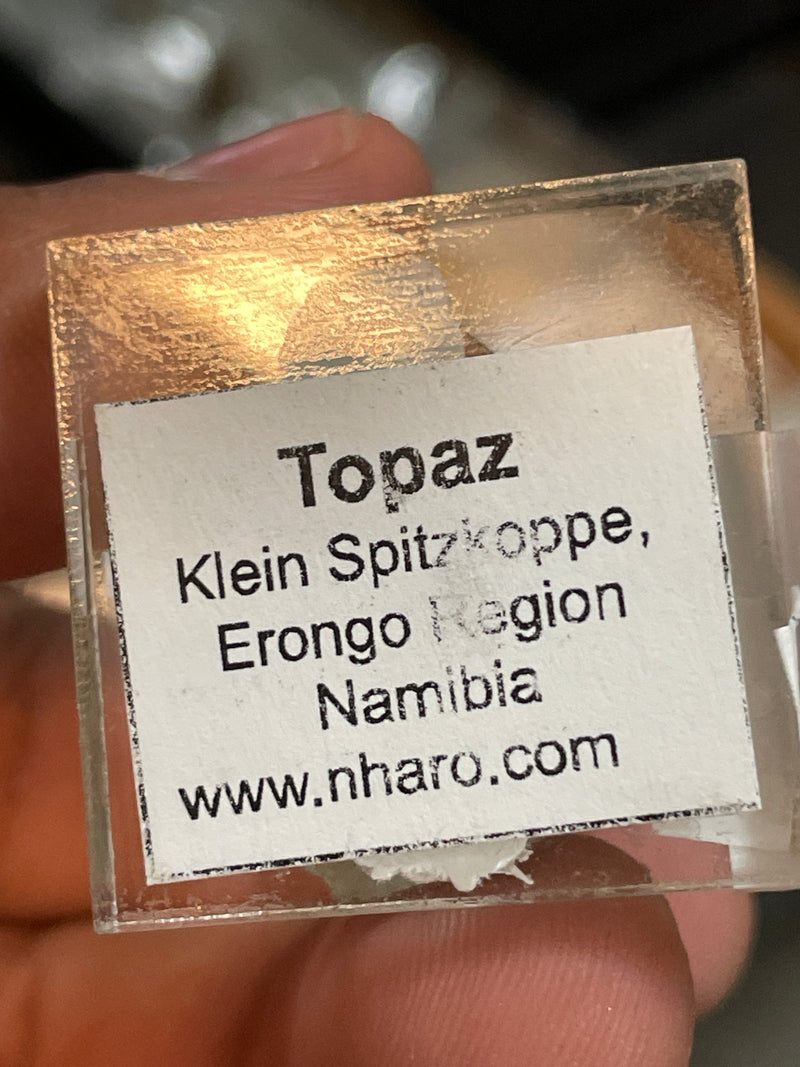 Topaz
Klein Spitzkoppe,
Erongo Region
Namibia
www.nharo.com